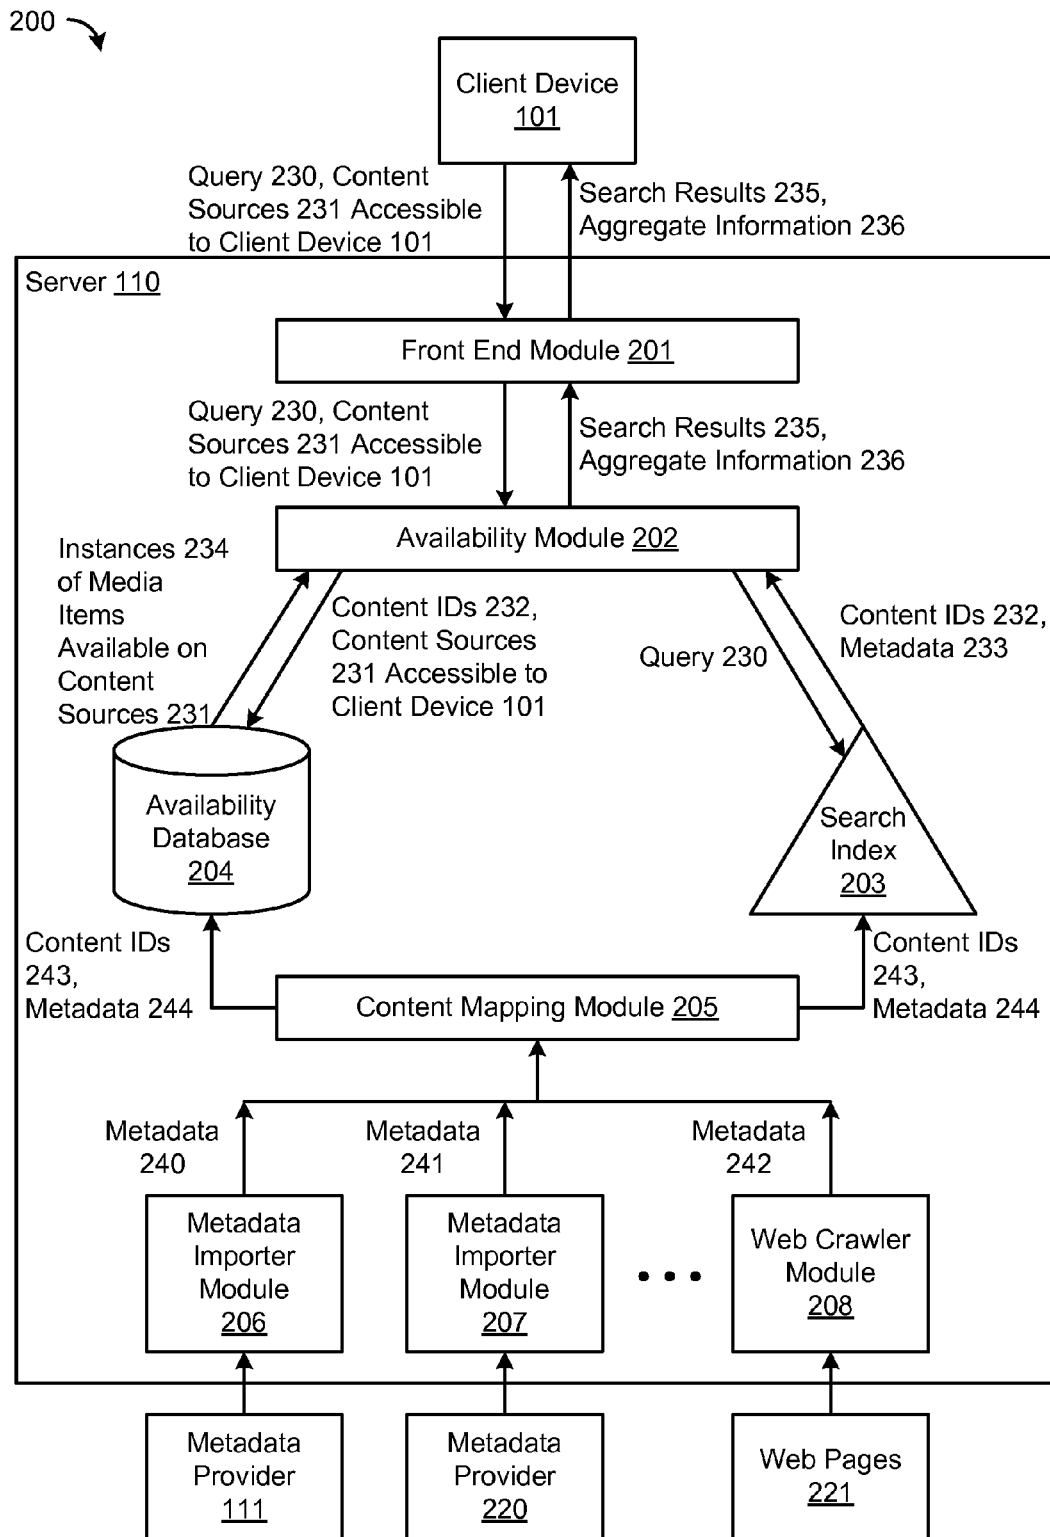 200
Client Device
101
Query 230, Content
Sources 231 Accessible
to Client Device 101
Search Results 235,
Aggregate Information 236
Server 110
Front End Module 201
Query 230, Content
Sources 231 Accessible
to Client Device 101
Search Results 235,
Aggregate Information 236
Availability Module 202
Instances 234
of Media
Items
Available on
Content
Sources 231
Content IDs 232,
Content Sources
231 Accessible to
Client Device 101
Query 230
Content IDs 232,
Metadata 233
Availability
Database
204
Search
Index
203
Content IDs
243,
Metadata 244
Content Mapping Module 205
Content IDs
243,
Metadata 244
Metadata
240
Metadata
241
Metadata
242
Metadata
Importer
Module
206
Metadata
Importer
Module
207
Web Crawler
Module
208
Metadata
Provider
111
Metadata
Provider
220
Web Pages
221